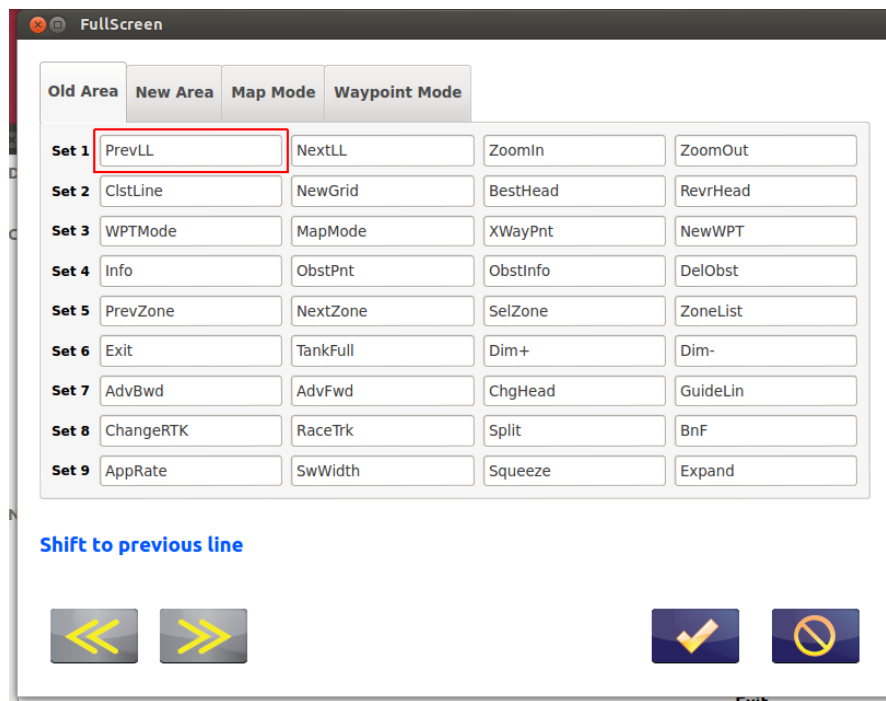 FullScreen
Old Area New Area Map Mode Waypoint Mode
Set 1 PrevLL NextLL ZoomIn ZoomOut
Set 2 ClstLine NewGrid BestHead RevrHead
Set 3 WPTMode MapMode XWayPnt NewWPT
Set 4 Info ObstPnt ObstInfo DelObst
Set 5 PrevZone NextZone SelZone ZoneList
Set 6 Exit TankFull Dim+ Dim-
Set 7 AdvBwd AdvFwd ChgHead GuideLin
Set 8 ChangeRTK RaceTrk Split BnF
Set 9 AppRate SwWidth Squeeze Expand
Shift to previous line